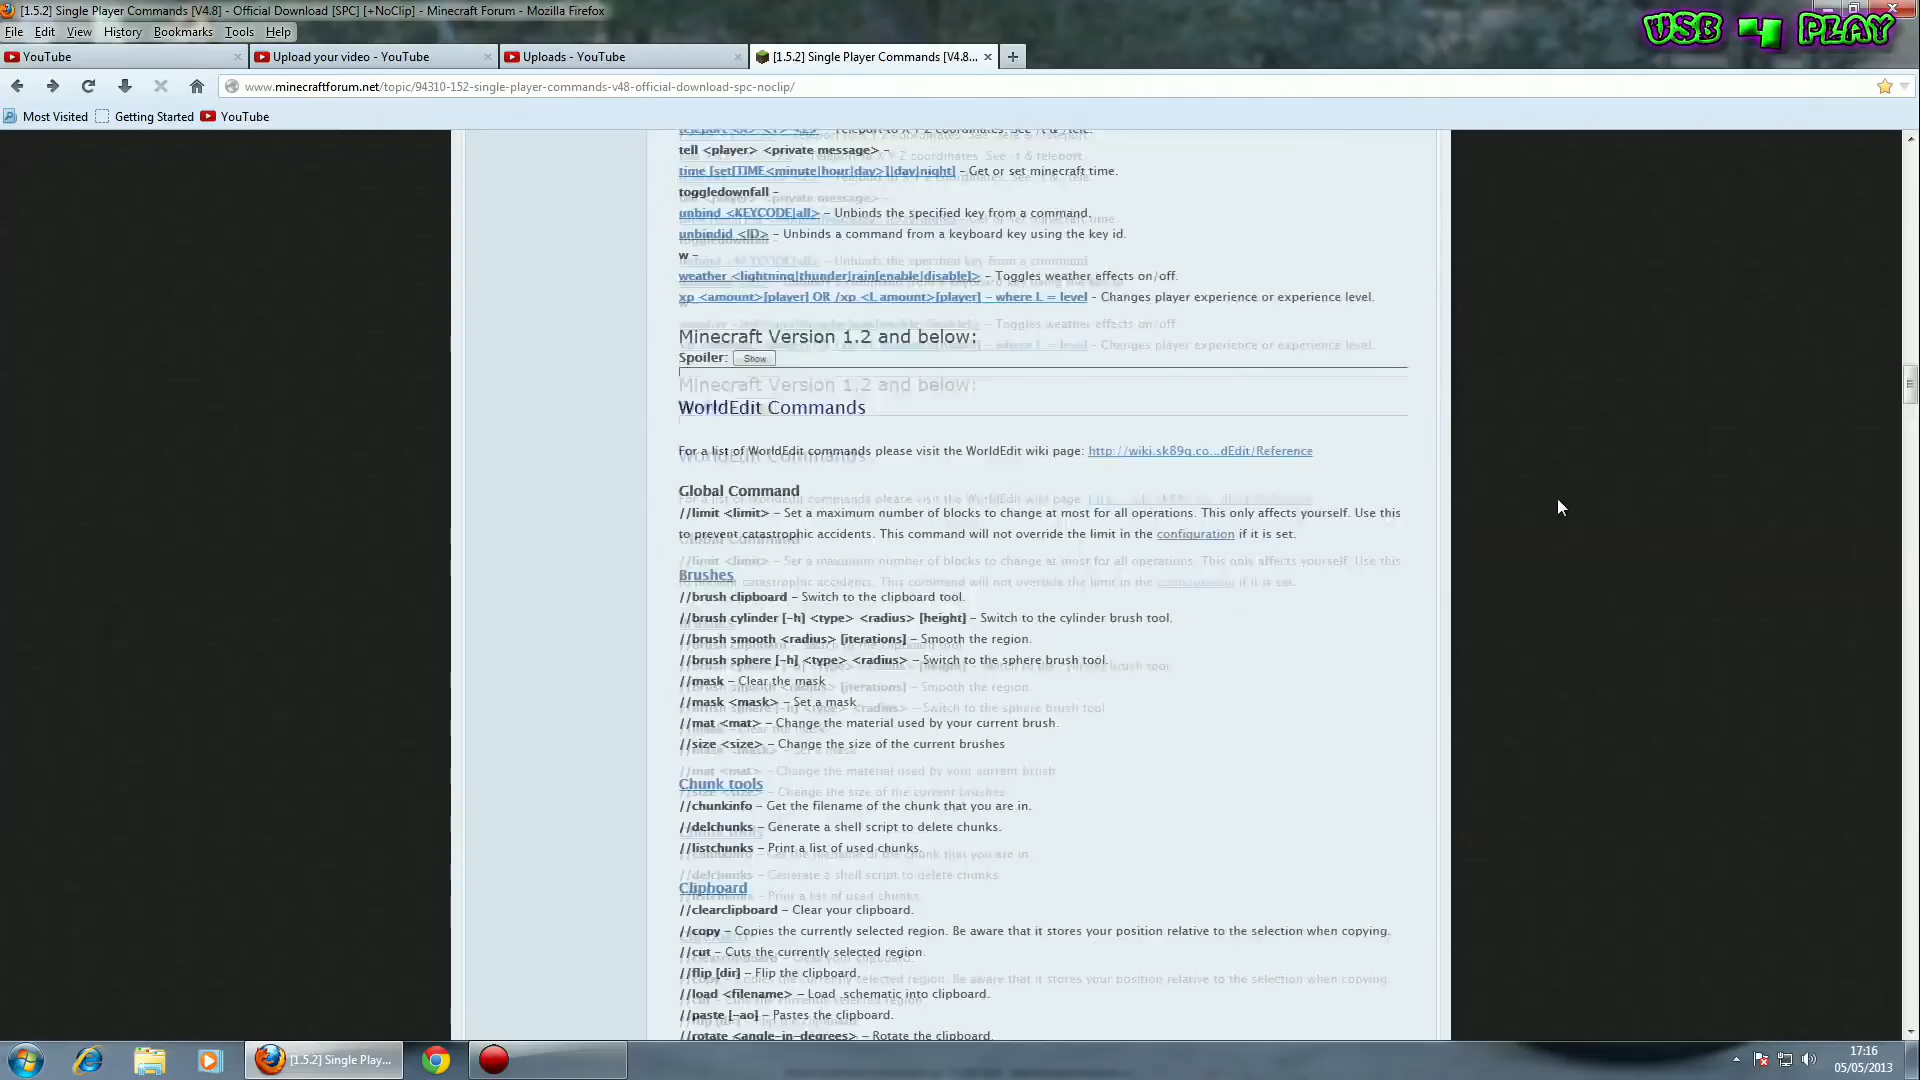 [1.5.2] Single Player Commands [V4.8] - Official Download [SPC] [+NoClip] - Minecraft Forum - Mozilla Firefox
USB 4 PLAY
File Edit View History Bookmarks Tools Help
YouTube
Upload your video - YouTube
Uploads - YouTube
[1.5.2] Single Player Commands [V4.8...
www.minecraftforum.net/topic/94310-152-single-player-commands-v48-official-download-spc-noclip/
Most Visited Getting Started YouTube
teleport <X> <Y> <Z> - Teleport to X Y Z coordinates. See /t & /tele.
tell <player> <private message> -
time [set[TIME<minute|hour|day>]|day|night] - Get or set minecraft time.
toggledownfall -
unbind <KEYCODE|all> - Unbinds the specified key from a command.
unbindid <ID> - Unbinds a command from a keyboard key using the key id.
w -
weather <lightning|thunder|rain[enable|disable]> - Toggles weather effects on/off.
xp <amount>[player] OR /xp <L amount>[player] - where L = level - Changes player experience or experience level.
Minecraft Version 1.2 and below:
Spoiler: Show
WorldEdit Commands
For a list of WorldEdit commands please visit the WorldEdit wiki page: http://wiki.sk89q.co...dEdit/Reference
Global Command
//limit <limit> - Set a maximum number of blocks to change at most for all operations. This only affects yourself. Use this
to prevent catastrophic accidents. This command will not override the limit in the configuration if it is set.
Brushes
//brush clipboard - Switch to the clipboard tool.
//brush cylinder [-h] <type> <radius> [height] - Switch to the cylinder brush tool.
//brush smooth <radius> [iterations] - Smooth the region.
//brush sphere [-h] <type> <radius> - Switch to the sphere brush tool.
//mask - Clear the mask
//mask <mask> - Set a mask
//mat <mat> - Change the material used by your current brush.
//size <size> - Change the size of the current brushes
Chunk tools
//chunkinfo - Get the filename of the chunk that you are in.
//delchunks - Generate a shell script to delete chunks.
//listchunks - Print a list of used chunks.
Clipboard
//clearclipboard - Clear your clipboard.
//copy - Copies the currently selected region. Be aware that it stores your position relative to the selection when copying.
//cut - Cuts the currently selected region.
//flip [dir] - Flip the clipboard.
//load <filename> - Load .schematic into clipboard.
//paste [-ao] - Pastes the clipboard.
//rotate <angle-in-degrees> - Rotate the clipboard.
[1.5.2] Single Play...
17:16
05/05/2013